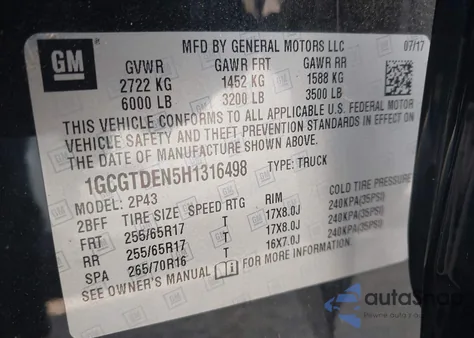 GM
MFD BY GENERAL MOTORS LLC 07/17
GVWR GAWR FRT GAWR RR
2722 KG 1452 KG 1588 KG
6000 LB 3200 LB 3500 LB
THIS VEHICLE CONFORMS TO ALL APPLICABLE U.S. FEDERAL MOTOR
VEHICLE SAFETY AND THEFT PREVENTION STANDARDS IN EFFECT ON
THE DATE OF MANUFACTURE SHOWN ABOVE.
1GCGTDEN5H1316498 TYPE: TRUCK
MODEL: 2P43
2BFF TIRE SIZE SPEED RTG RIM COLD TIRE PRESSURE
FRT 255/65R17 T 17X8.0J 240KPA(35PSI)
RR 255/65R17 T 17X8.0J 240KPA(35PSI)
SPA 265/70R16 T 16X7.0J 240KPA(35PSI)
SEE OWNER'S MANUAL FOR MORE INFORMATION.
autaShop